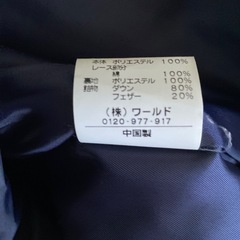 本体 ポリエステル 100%
レース部分
綿 100%
裏地 ポリエステル 100%
詰物 ダウン 80%
フェザー 20%
(株) ワールド
0120-977-917
中国製